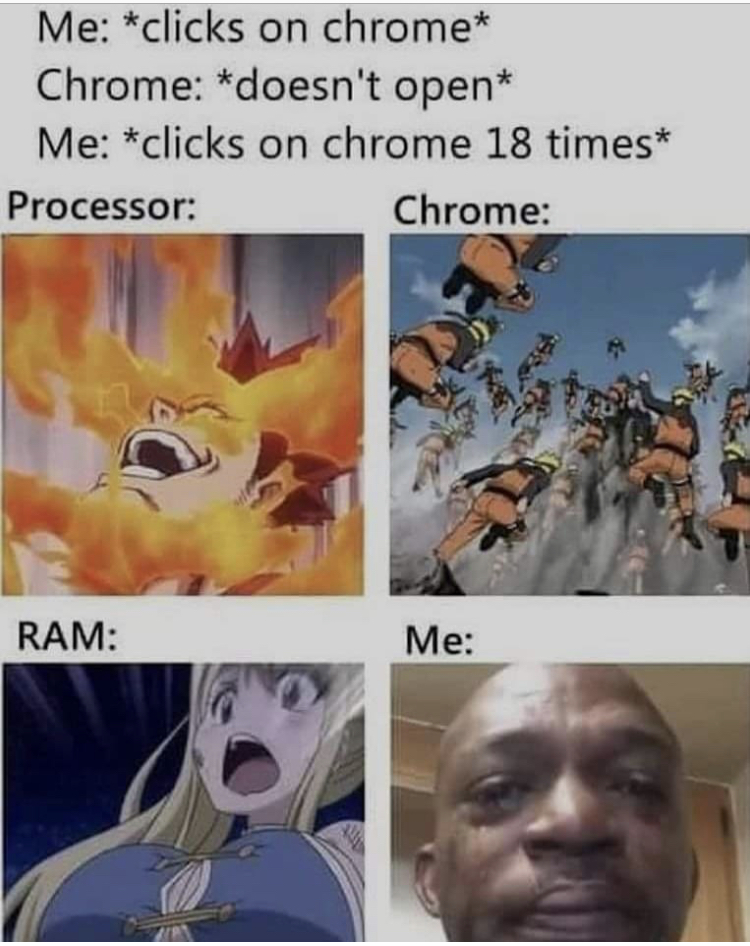 Me: *clicks on chrome*
Chrome: *doesn't open*
Me: *clicks on chrome 18 times*
Processor:
Chrome:
RAM:
Me: